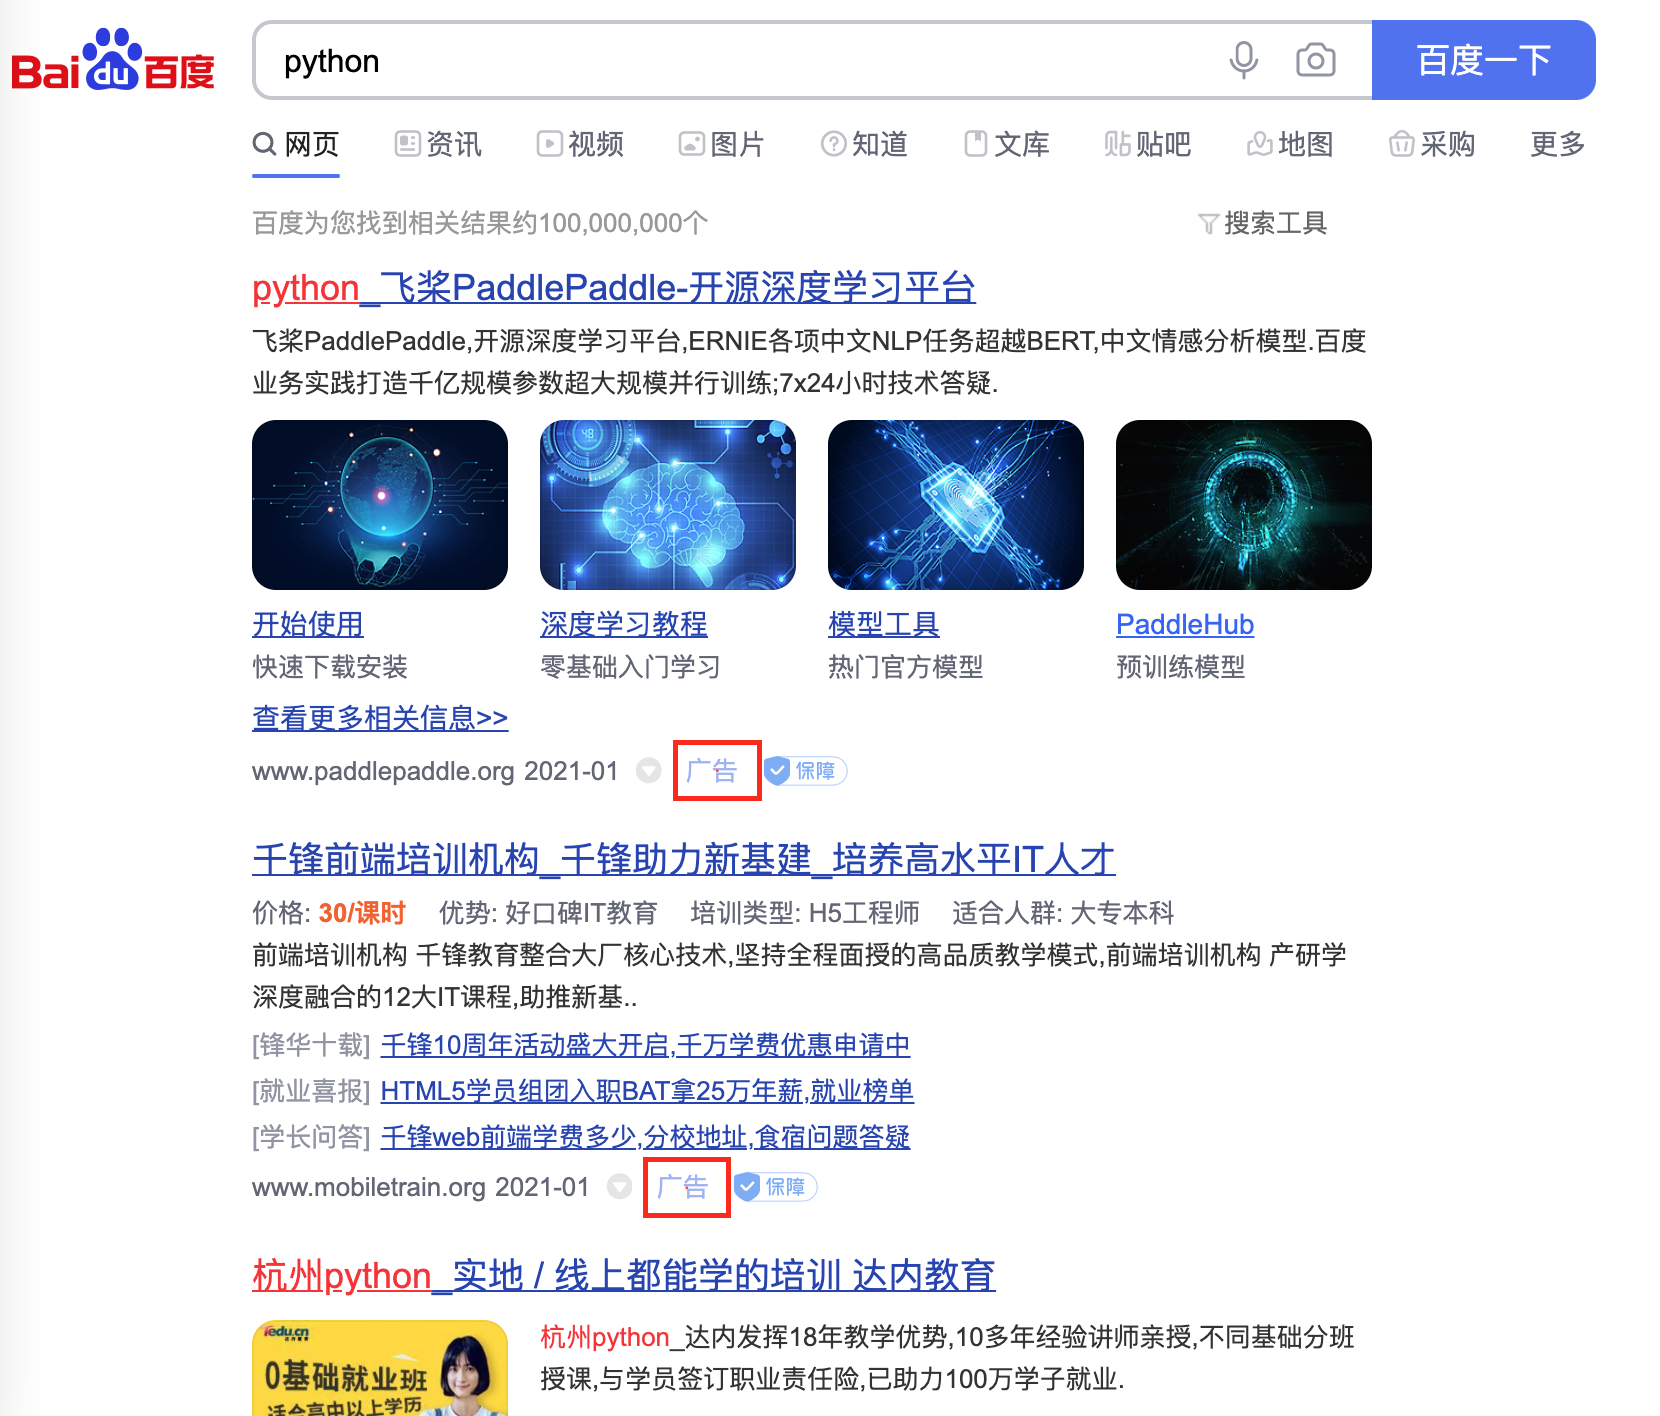 Baidu百度
python
百度一下
网页 资讯 视频 图片 知道 文库 贴吧 地图 采购 更多
百度为您找到相关结果约100,000,000个 搜索工具
python_飞桨PaddlePaddle-开源深度学习平台
飞桨PaddlePaddle,开源深度学习平台,ERNIE各项中文NLP任务超越BERT,中文情感分析模型.百度
业务实践打造千亿规模参数超大规模并行训练;7x24小时技术答疑.
48
开始使用 深度学习教程 模型工具 PaddleHub
快速下载安装 零基础入门学习 热门官方模型 预训练模型
查看更多相关信息>>
www.paddlepaddle.org 2021-01 广告 保障
千锋前端培训机构_千锋助力新基建_培养高水平IT人才
价格: 30/课时 优势: 好口碑IT教育 培训类型: H5工程师 适合人群: 大专本科
前端培训机构 千锋教育整合大厂核心技术,坚持全程面授的高品质教学模式,前端培训机构 产研学
深度融合的12大IT课程,助推新基..
[锋华十载] 千锋10周年活动盛大开启,千万学费优惠申请中
[就业喜报] HTML5学员组团入职BAT拿25万年薪,就业榜单
[学长问答] 千锋web前端学费多少,分校地址,食宿问题答疑
www.mobiletrain.org 2021-01 广告 保障
杭州python_实地 / 线上都能学的培训 达内教育
Tedu.cn
达内教育
0基础就业班
适合高中以上学历
杭州python_达内发挥18年教学优势,10多年经验讲师亲授,不同基础分班
授课,与学员签订职业责任险,已助力100万学子就业.